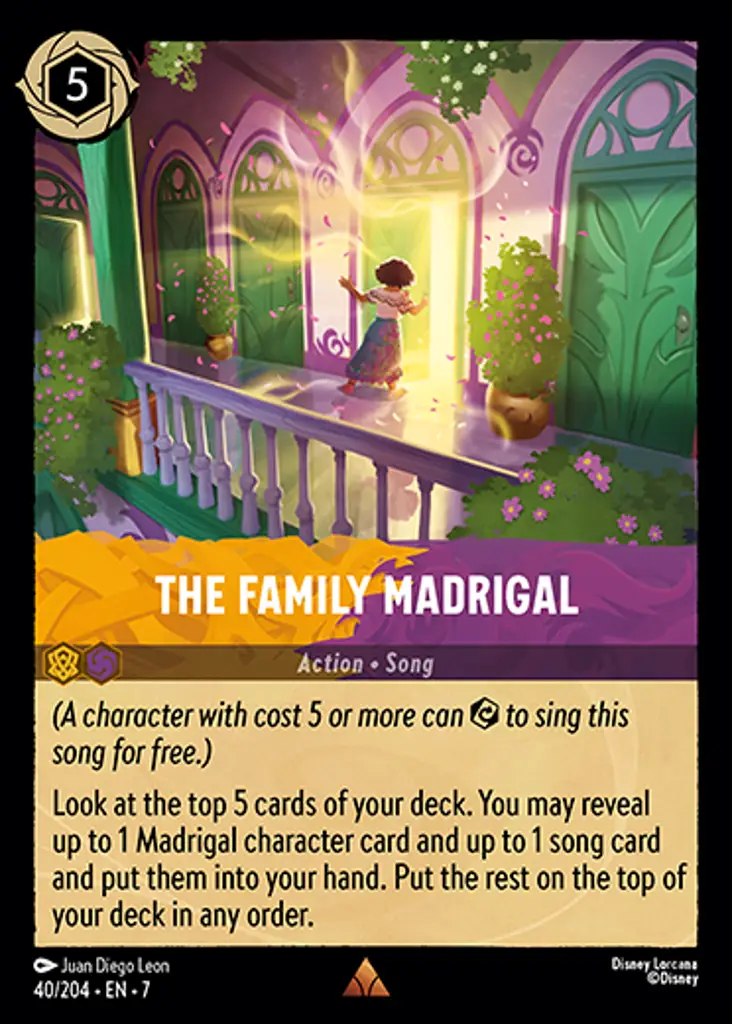 5
THE FAMILY MADRIGAL
Action • Song
(A character with cost 5 or more can to sing this
song for free.)
Look at the top 5 cards of your deck. You may reveal
up to 1 Madrigal character card and up to 1 song card
and put them into your hand. Put the rest on the top of
your deck in any order.
Juan Diego Leon
Disney Lorcana
40/204 • EN • 7
©Disney